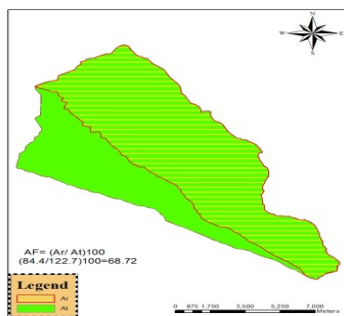 N
W E
S
AF= (Ar/ At)100
(84.4/122.7)100=68.72
Legend
Ar
At
0 875 1.750 3.500 5.250 7.000
Meters